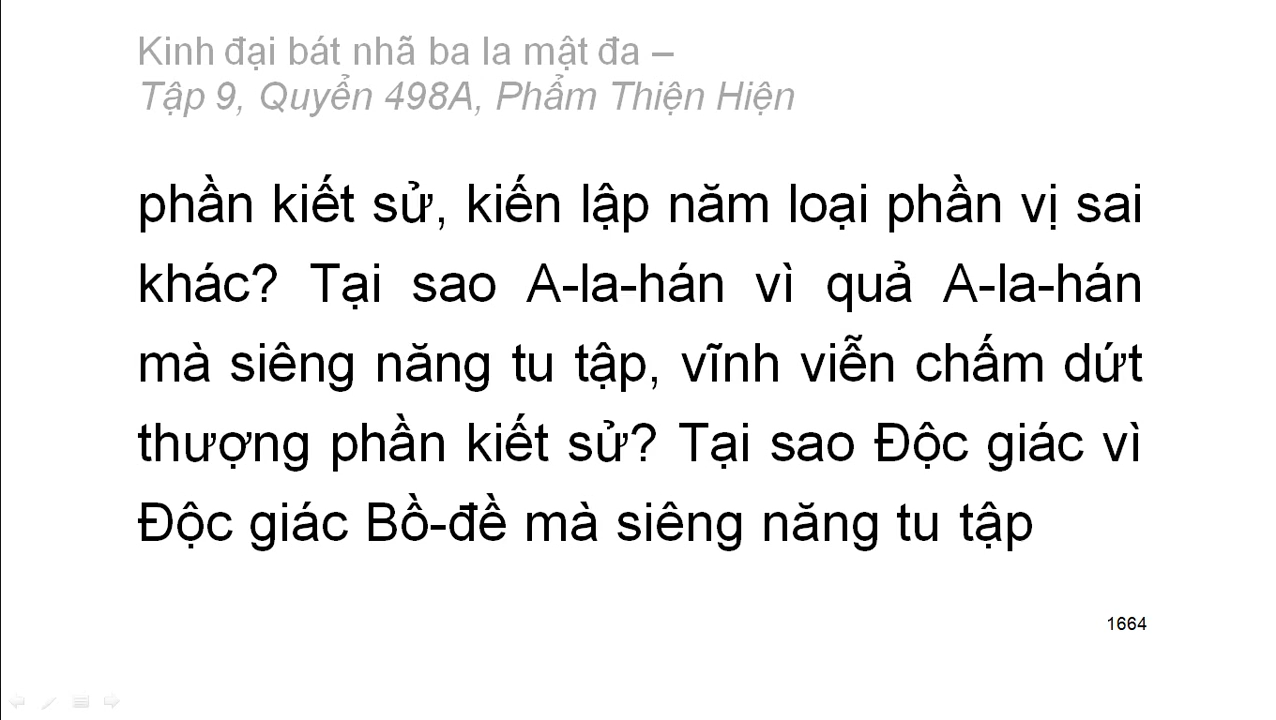 Kinh đại bát nhã ba la mật đa –
Tập 9, Quyển 498A, Phẩm Thiện Hiện
phần kiết sử, kiến lập năm loại phần vị sai
khác? Tại sao A-la-hán vì quả A-la-hán
mà siêng năng tu tập, vĩnh viễn chấm dứt
thượng phần kiết sử? Tại sao Độc giác vì
Độc giác Bồ-đề mà siêng năng tu tập
1664